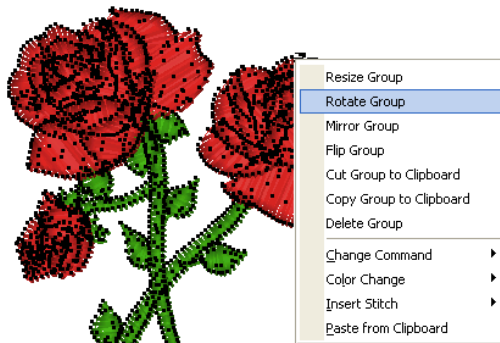 Resize Group
Rotate Group
Mirror Group
Flip Group
Cut Group to Clipboard
Copy Group to Clipboard
Delete Group
Change Command
Color Change
Insert Stitch
Paste from Clipboard